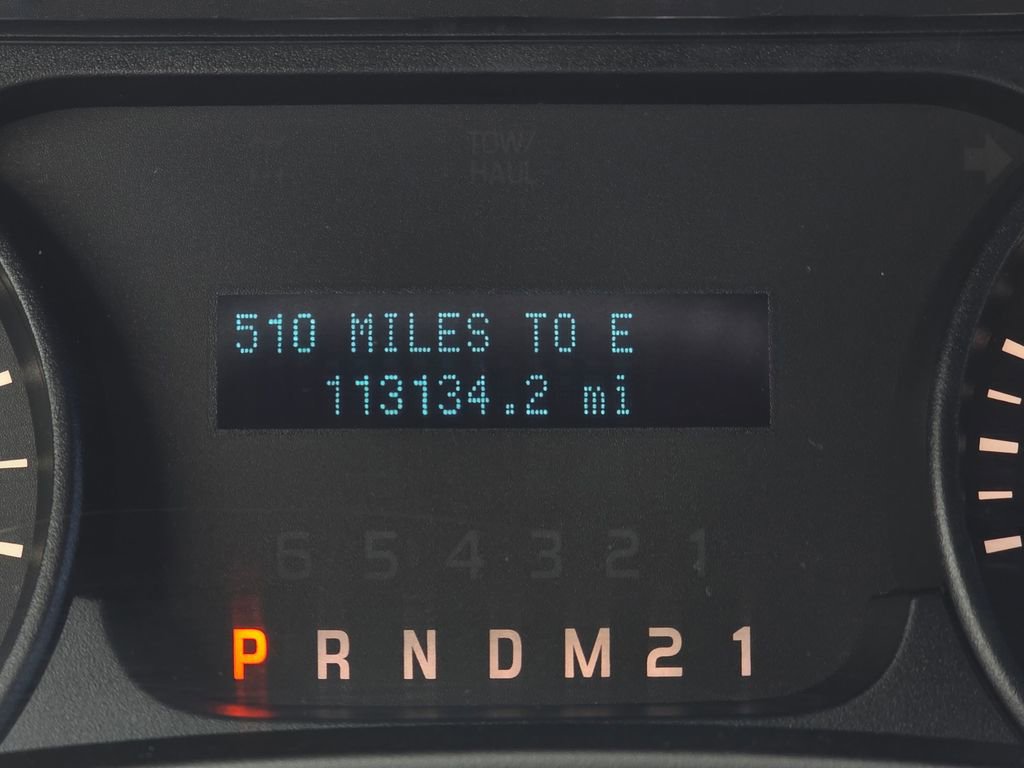 TOW/
HAUL
510 MILES TO E
113134.2 mi
6 5 4 3 2 1
P R N D M 2 1